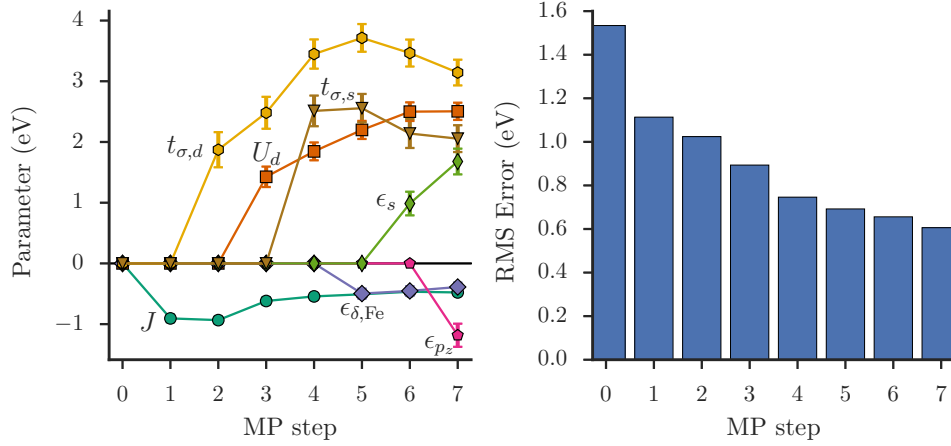 4
3
2
1
0
−1
Parameter (eV)
t_{σ,d}
U_d
t_{σ,s}
ϵ_s
J
ϵ_{δ,Fe}
ϵ_{p_z}
0 1 2 3 4 5 6 7
MP step
1.6
1.4
1.2
1.0
0.8
0.6
0.4
0.2
0.0
RMS Error (eV)
0 1 2 3 4 5 6 7
MP step